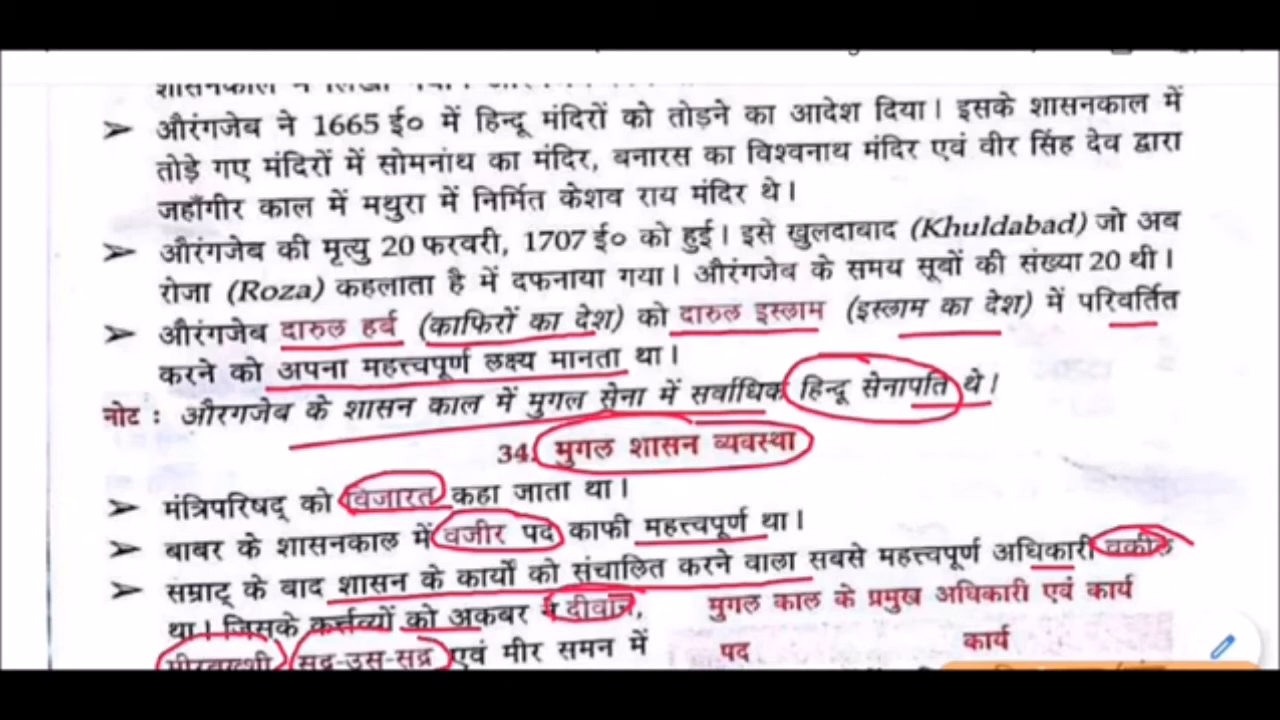 औरंगजेब ने 1665 ई० में हिन्दू मंदिरों को तोड़ने का आदेश दिया। इसके शासनकाल में
तोड़े गए मंदिरों में सोमनाथ का मंदिर, बनारस का विश्वनाथ मंदिर एवं वीर सिंह देव द्वारा
जहाँगीर काल में मथुरा में निर्मित केशव राय मंदिर थे।
औरंगजेब की मृत्यु 20 फरवरी, 1707 ई० को हुई। इसे खुलदाबाद (Khuldabad) जो अब
रोजा (Roza) कहलाता है में दफनाया गया। औरंगजेब के समय सूबों की संख्या 20 थी।
औरंगजेब दारुल हर्ब (काफिरों का देश) को दारुल इस्लाम (इस्लाम का देश) में परिवर्तित
करने को अपना महत्त्वपूर्ण लक्ष्य मानता था।
नोट : औरगजेब के शासन काल में मुगल सेना में सर्वाधिक हिन्दू सेनापति थे।
34. मुगल शासन व्यवस्था
मंत्रिपरिषद् को विजारत कहा जाता था।
बाबर के शासनकाल में वजीर पद काफी महत्त्वपूर्ण था।
सम्राट् के बाद शासन के कार्यों को संचालित करने वाला सबसे महत्त्वपूर्ण अधिकारी वकील
था। जिसके कर्त्तव्यों को अकबर ने दीवान,
मीरबख्शी, सद्र-उस-सद्र एवं मीर समन में
मुगल काल के प्रमुख अधिकारी एवं कार्य
पद कार्य